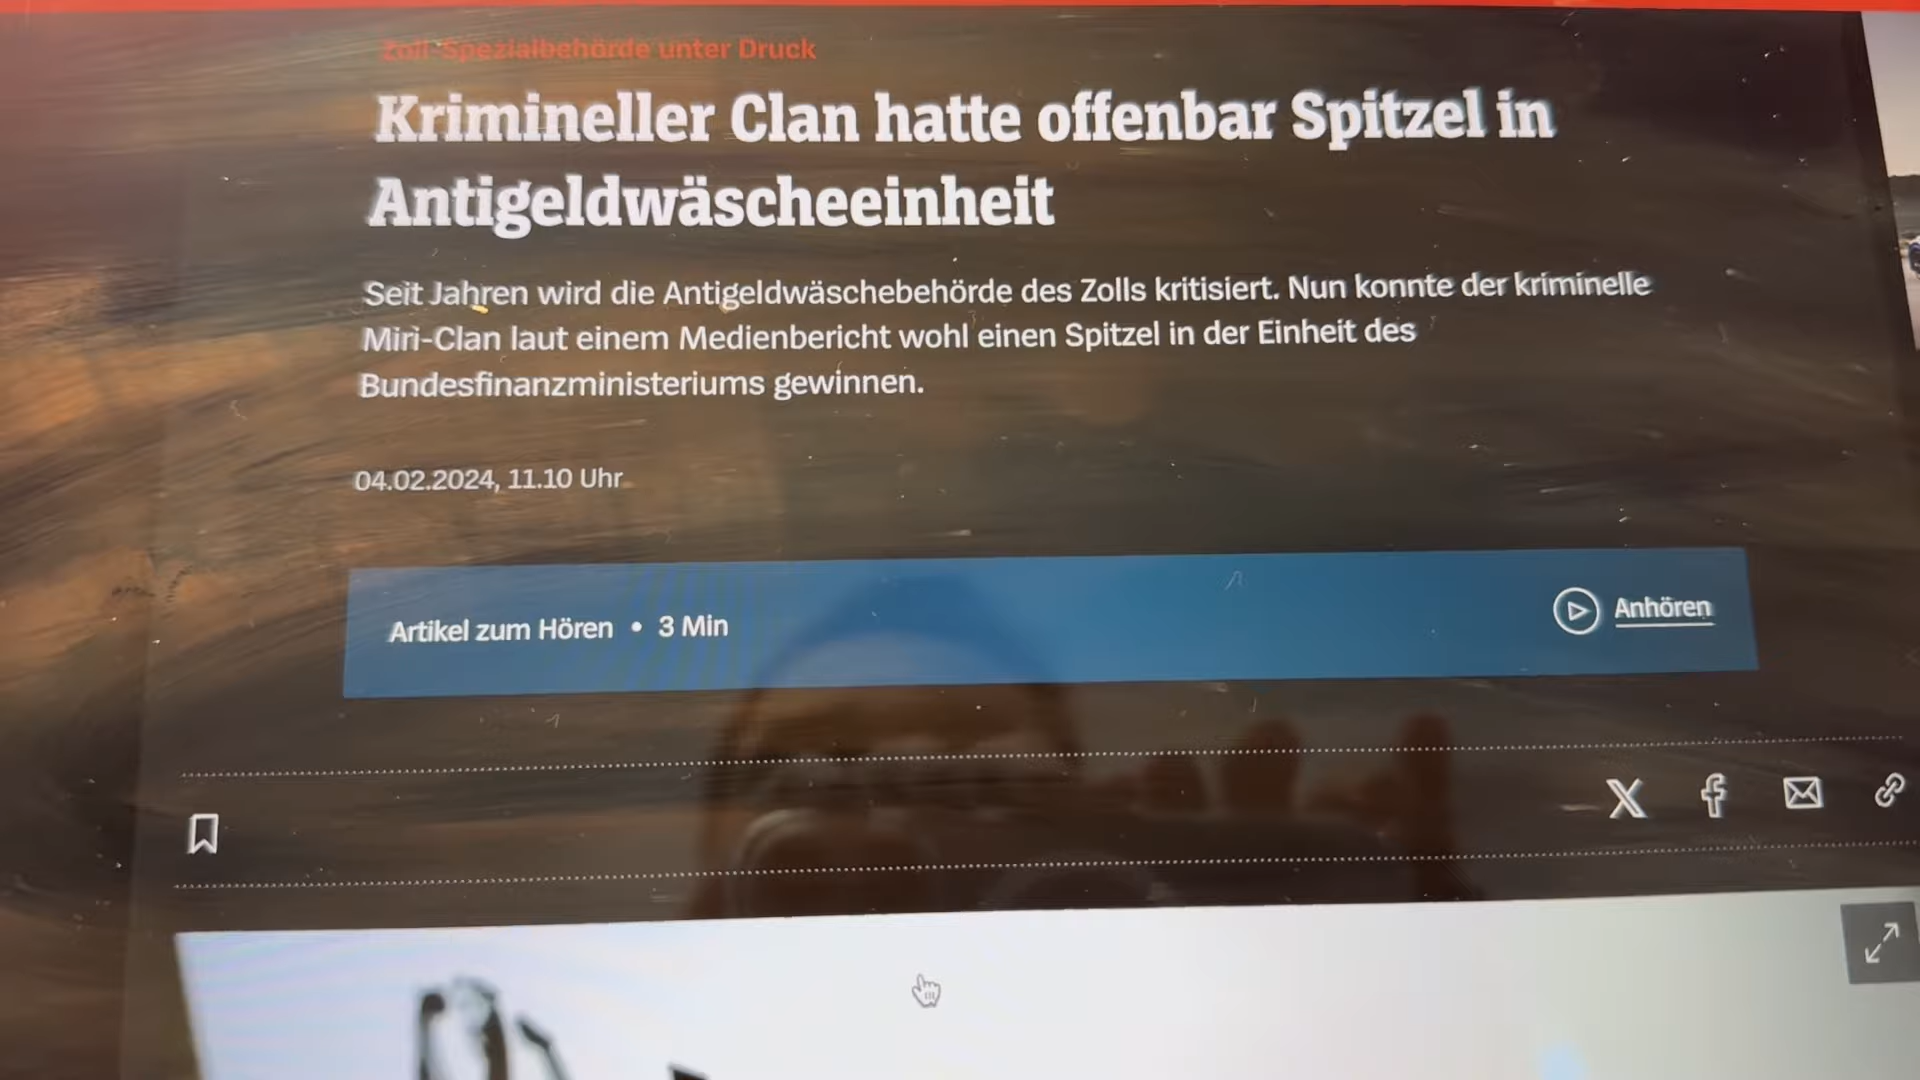 Zoll-Spezialbehörde unter Druck
Krimineller Clan hatte offenbar Spitzel in
Antigeldwäscheeinheit
Seit Jahren wird die Antigeldwäschebehörde des Zolls kritisiert. Nun konnte der kriminelle
Miri-Clan laut einem Medienbericht wohl einen Spitzel in der Einheit des
Bundesfinanzministeriums gewinnen.
04.02.2024, 11.10 Uhr
Artikel zum Hören • 3 Min
Anhören